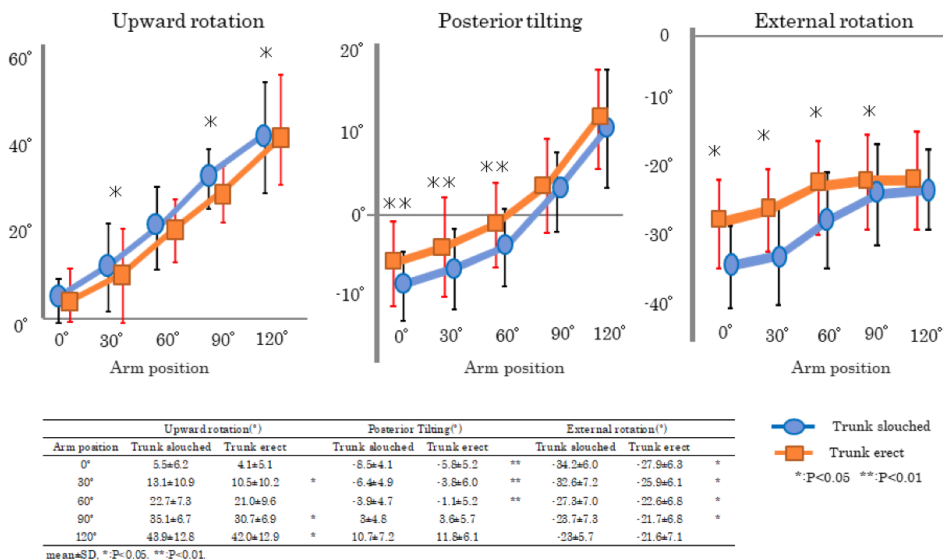 Upward rotation
60°
40°
20°
0°
* * *
0° 30° 60° 90° 120°
Arm position
Posterior tilting
20°
10°
0°
-10°
** ** **
0° 30° 60° 90° 120°
Arm position
External rotation
0
-10°
-20°
-30°
-40°
* * * *
0° 30° 60° 90° 120°
Arm position
Trunk slouched
Trunk erect
*:P<0.05 **:P<0.01
Upward rotation(°) Posterior Tilting(°) External rotation(°)
Arm position Trunk slouched Trunk erect Trunk slouched Trunk erect Trunk slouched Trunk erect
0° 5.5±6.2 4.1±5.1 -8.5±4.1 -5.8±5.2 ** -34.2±6.0 -27.9±6.3 *
30° 13.1±10.9 10.5±10.2 * -6.4±4.9 -3.8±6.0 ** -32.6±7.2 -25.9±6.1 *
60° 22.7±7.3 21.0±9.6 -3.9±4.7 -1.1±5.2 ** -27.3±7.0 -22.6±6.8 *
90° 35.1±6.7 30.7±6.9 * 3±4.8 3.6±5.7 -23.7±7.3 -21.7±6.8 *
120° 43.9±12.8 42.0±12.9 * 10.7±7.2 11.8±6.1 -23±5.7 -21.6±7.1
mean±SD, *:P<0.05, **:P<0.01.